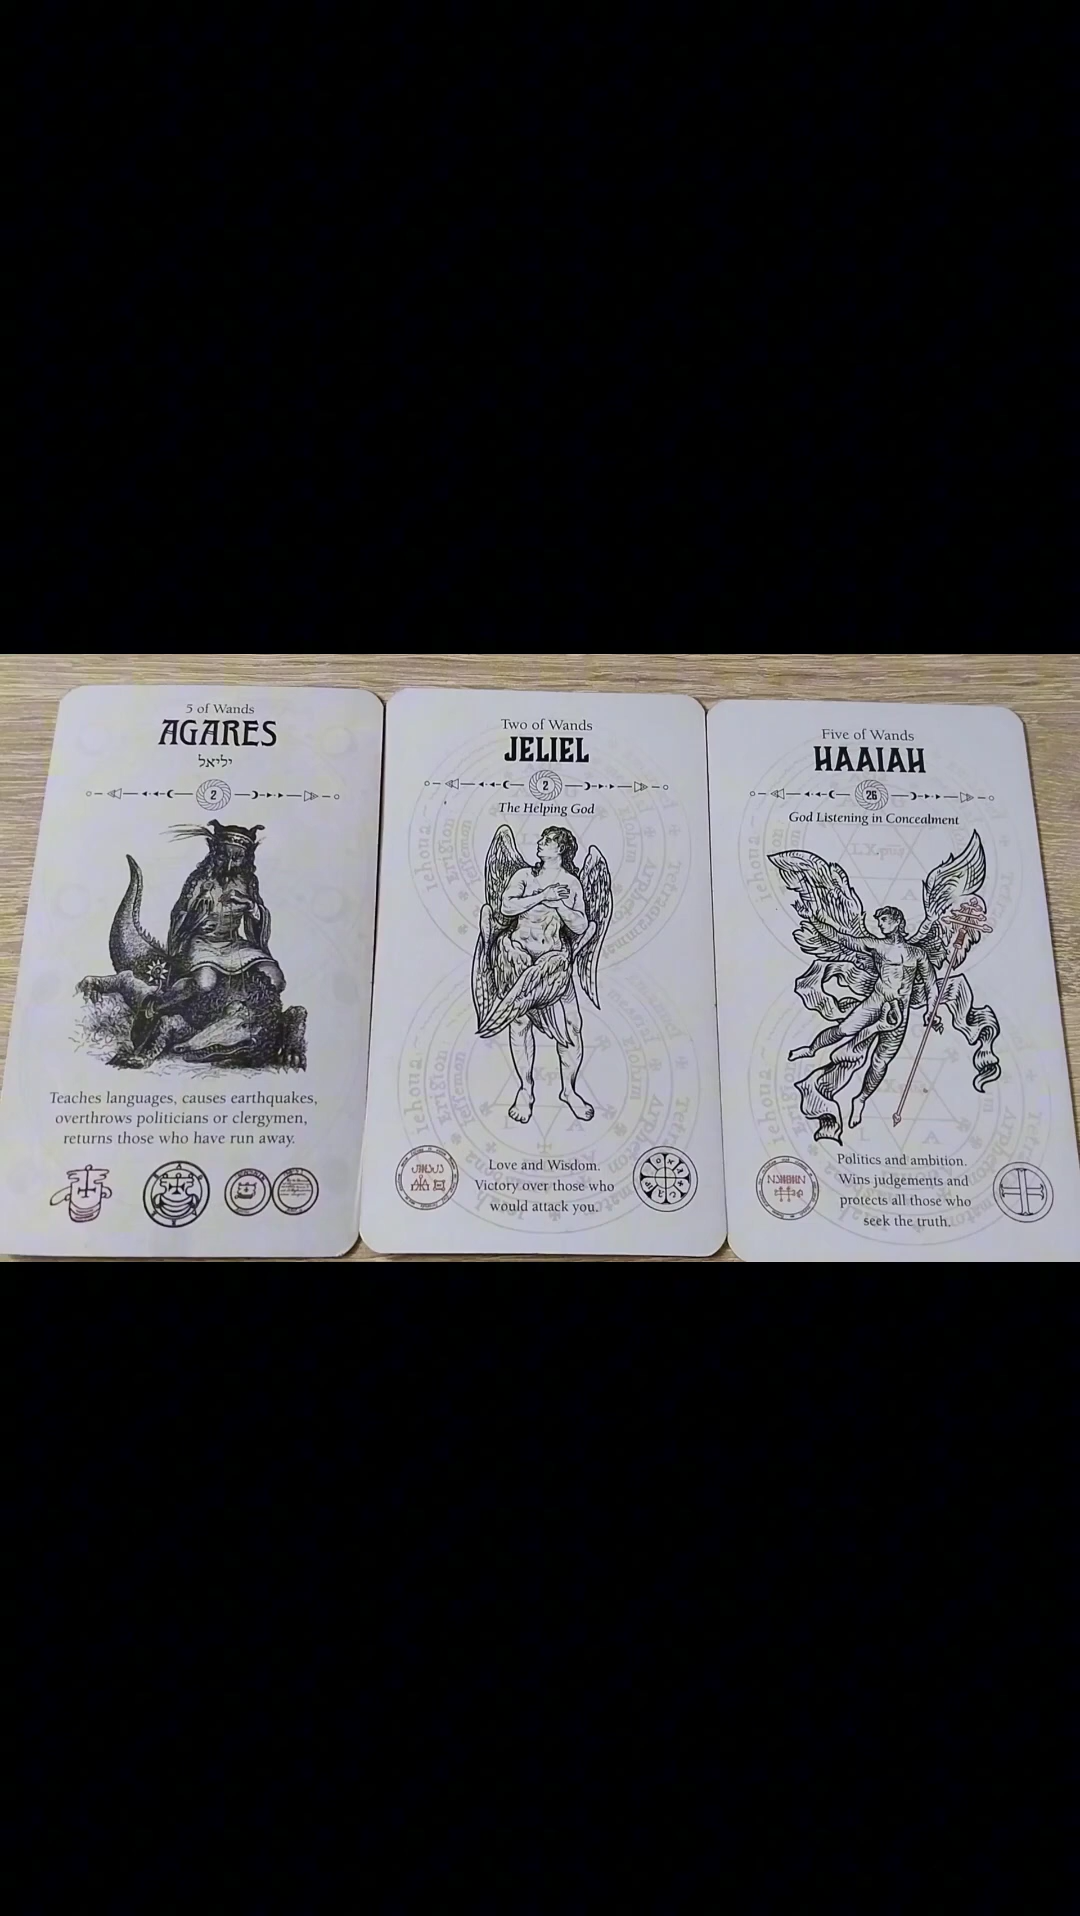 5 of Wands
AGARES
יליאל
2
Teaches languages, causes earthquakes,
overthrows politicians or clergymen,
returns those who have run away.
Two of Wands
JELIEL
2
The Helping God
Love and Wisdom.
Victory over those who
would attack you.
Five of Wands
HAAIAH
26
God Listening in Concealment
Politics and ambition.
Wins judgements and
protects all those who
seek the truth.